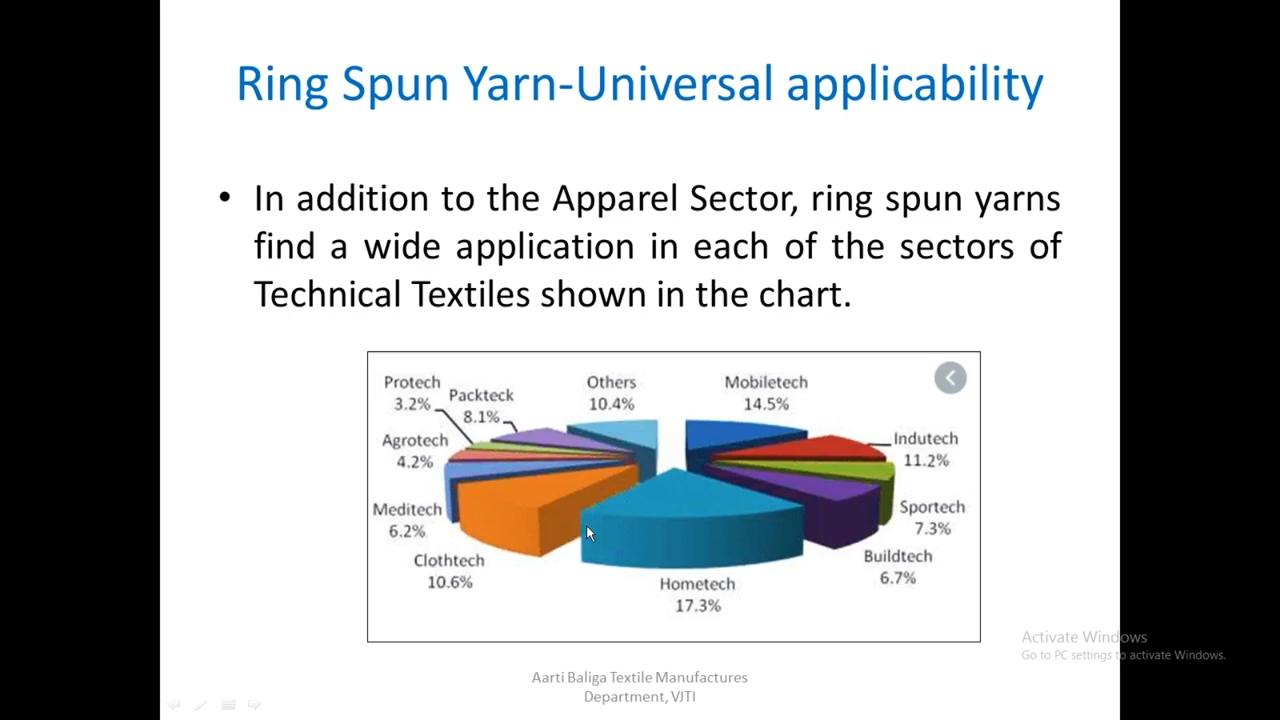 Ring Spun Yarn-Universal applicability
• In addition to the Apparel Sector, ring spun yarns
find a wide application in each of the sectors of
Technical Textiles shown in the chart.
Protech
3.2%
Packteck
8.1%
Others
10.4%
Mobiletech
14.5%
Agrotech
4.2%
Indutech
11.2%
Meditech
6.2%
Sportech
7.3%
Clothtech
10.6%
Buildtech
6.7%
Hometech
17.3%
Activate Windows
Go to PC settings to activate Windows.
Aarti Baliga Textile Manufactures
Department, VJTI